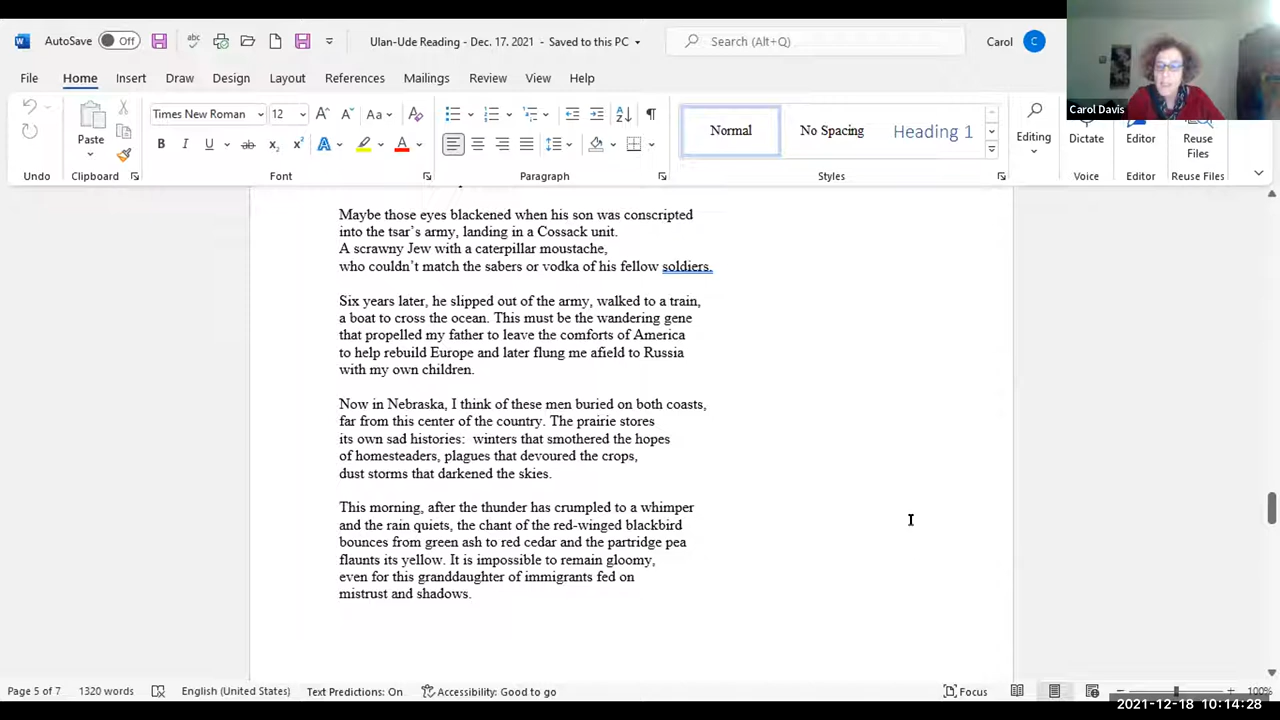 AutoSave Off
Ulan-Ude Reading - Dec. 17, 2021 - Saved to this PC
Search (Alt+Q)
Carol C
File Home Insert Draw Design Layout References Mailings Review View Help
Times New Roman 12
Paste
Normal
No Spacing
Heading 1
Editing
Dictate
Editor
Reuse Files
Undo Clipboard Font Paragraph Styles Voice Editor Reuse Files
Carol Davis
Maybe those eyes blackened when his son was conscripted
into the tsar’s army, landing in a Cossack unit.
A scrawny Jew with a caterpillar moustache,
who couldn’t match the sabers or vodka of his fellow soldiers.
Six years later, he slipped out of the army, walked to a train,
a boat to cross the ocean. This must be the wandering gene
that propelled my father to leave the comforts of America
to help rebuild Europe and later flung me afield to Russia
with my own children.
Now in Nebraska, I think of these men buried on both coasts,
far from this center of the country. The prairie stores
its own sad histories:  winters that smothered the hopes
of homesteaders, plagues that devoured the crops,
dust storms that darkened the skies.
This morning, after the thunder has crumpled to a whimper
and the rain quiets, the chant of the red-winged blackbird
bounces from green ash to red cedar and the partridge pea
flaunts its yellow. It is impossible to remain gloomy,
even for this granddaughter of immigrants fed on
mistrust and shadows.
Page 5 of 7 1320 words English (United States) Text Predictions: On Accessibility: Good to go Focus 100%
2021-12-18 10:14:28